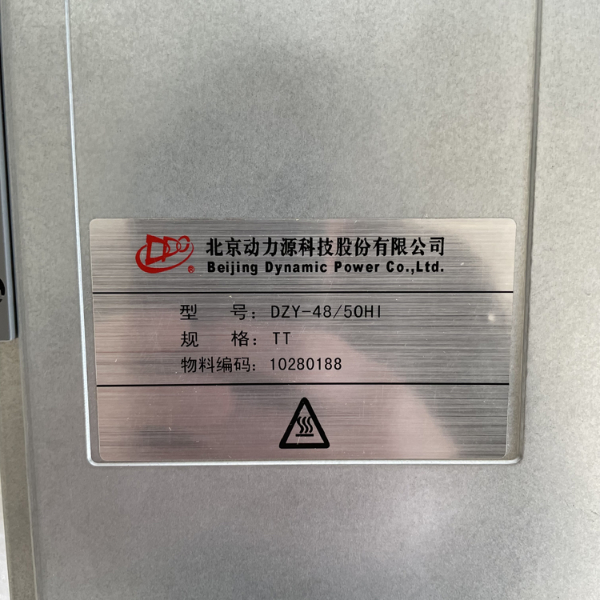 北京动力源科技股份有限公司
Beijing Dynamic Power Co.,Ltd.
型 号: DZY-48/50HI
规 格: TT
物料编码: 10280188